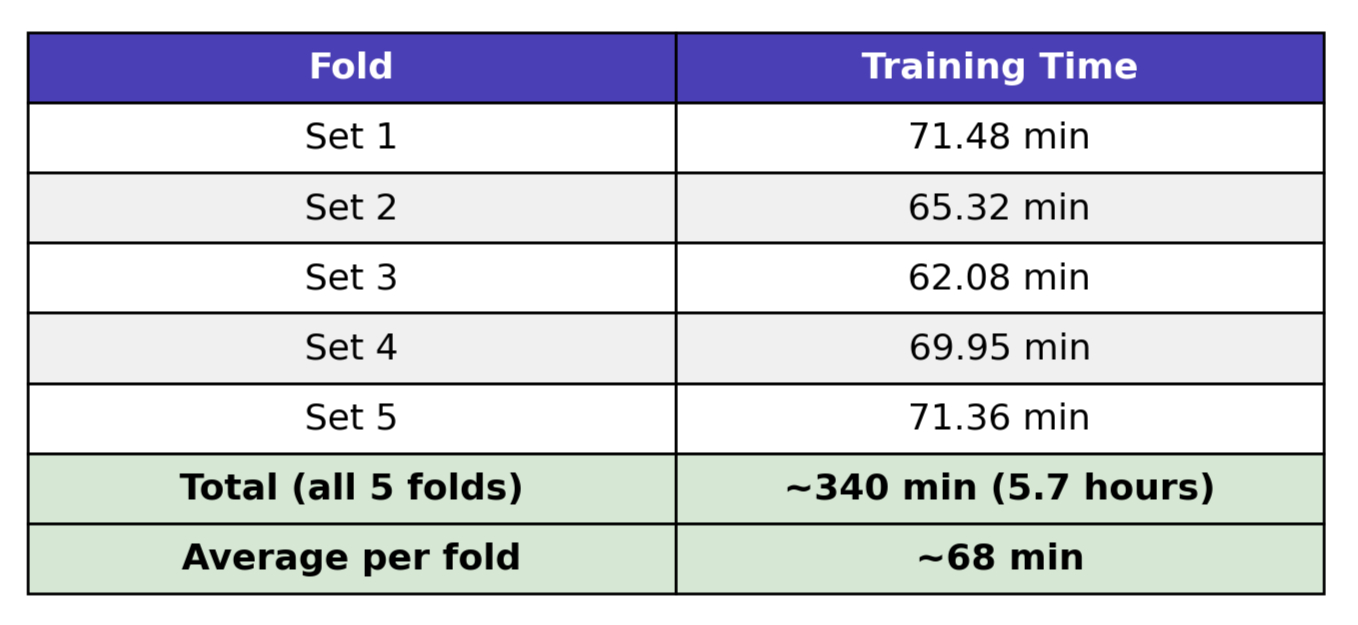 Fold Training Time
Set 1 71.48 min
Set 2 65.32 min
Set 3 62.08 min
Set 4 69.95 min
Set 5 71.36 min
Total (all 5 folds) ~340 min (5.7 hours)
Average per fold ~68 min